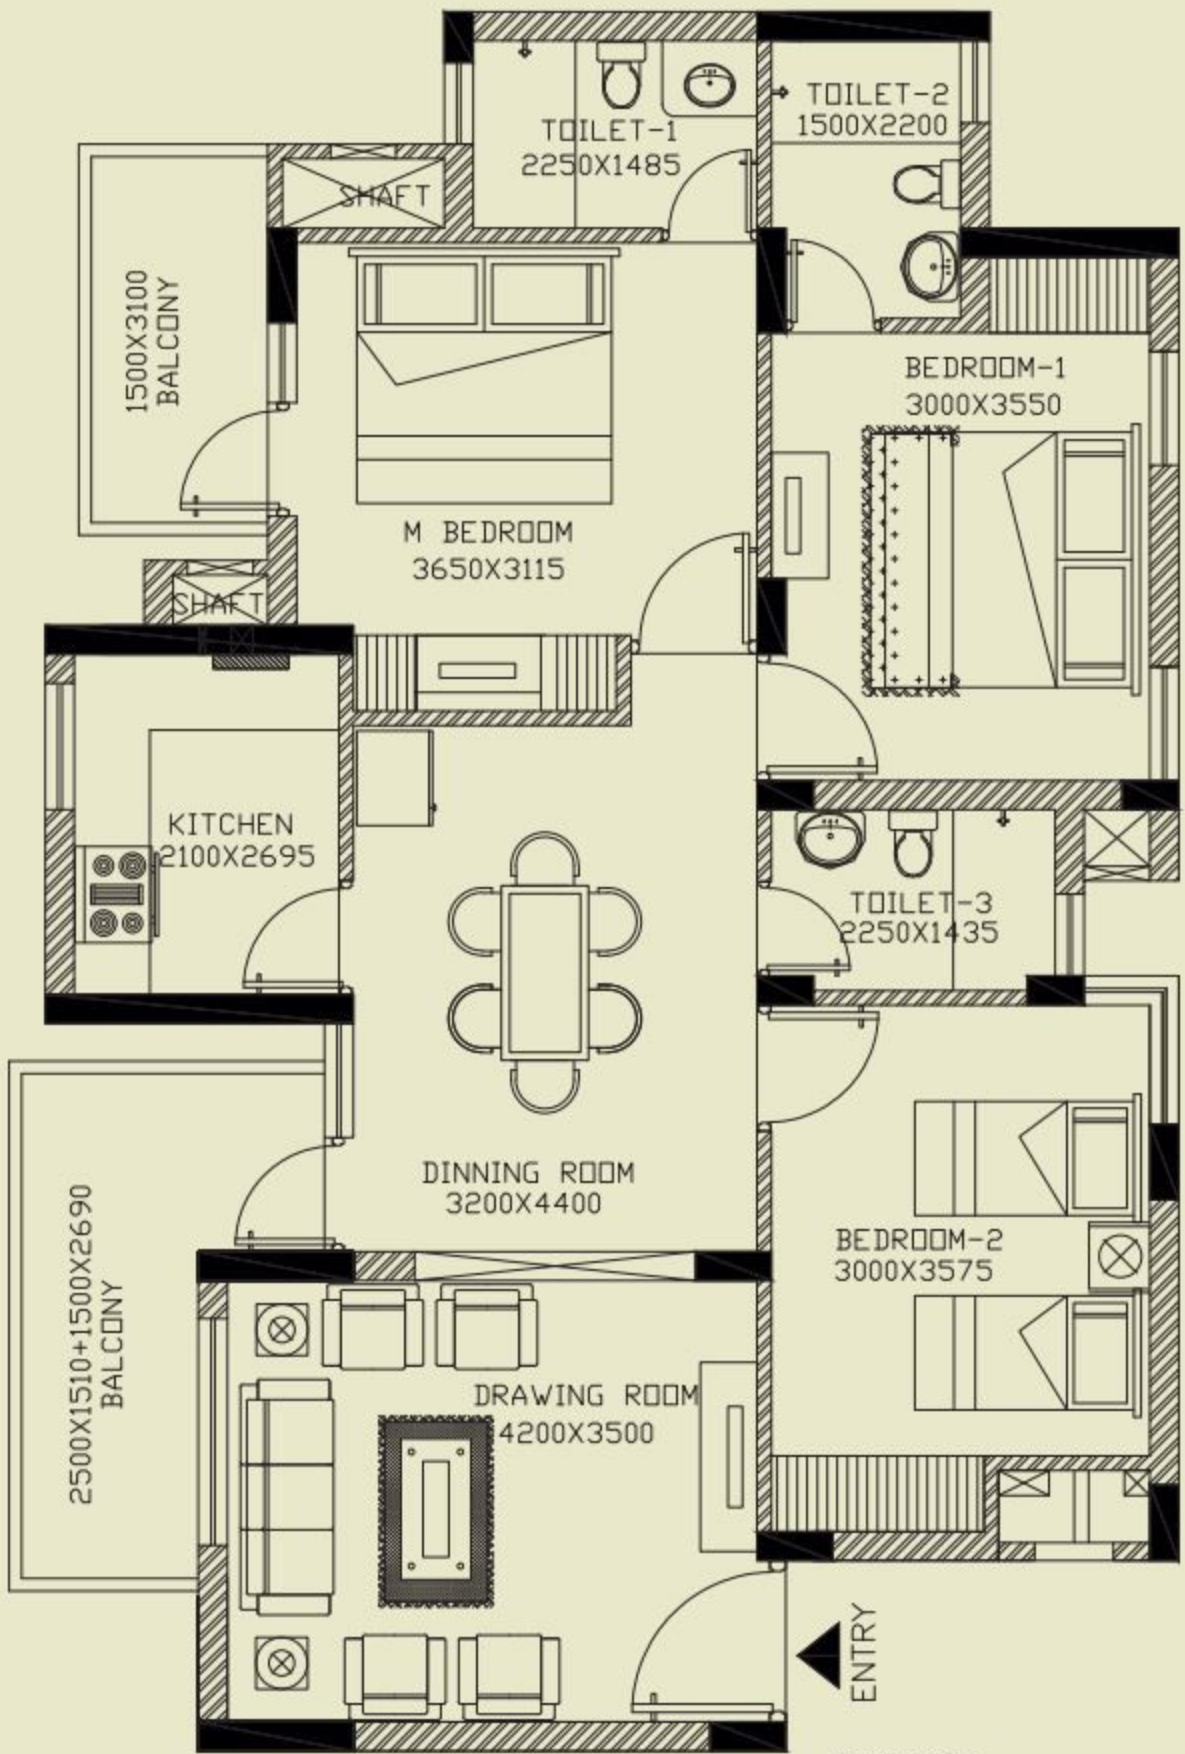 TOILET-1
2250X1485
TOILET-2
1500X2200
SHAFT
1500X3100
BALCONY
BEDROOM-1
3000X3550
M BEDROOM
3650X3115
SHAFT
KITCHEN
2100X2695
TOILET-3
2250X1435
DINNING ROOM
3200X4400
BEDROOM-2
3000X3575
2500X1510+1500X2690
BALCONY
DRAWING ROOM
4200X3500
ENTRY